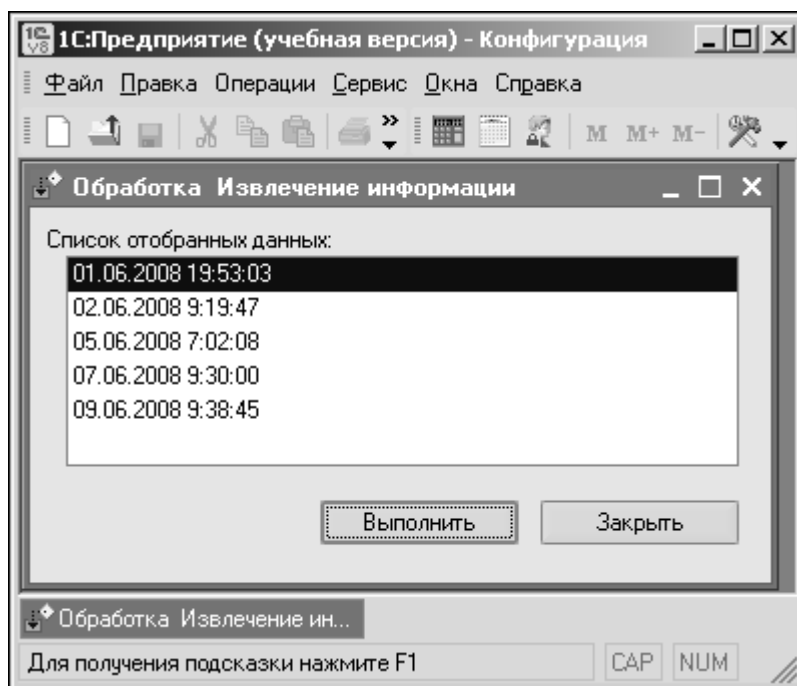 1С:Предприятие (учебная версия) - Конфигурация
Файл Правка Операции Сервис Окна Справка
M M+ M-
Обработка Извлечение информации
Список отобранных данных:
01.06.2008 19:53:03
02.06.2008 9:19:47
05.06.2008 7:02:08
07.06.2008 9:30:00
09.06.2008 9:38:45
Выполнить Закрыть
Обработка Извлечение ин...
Для получения подсказки нажмите F1 CAP NUM